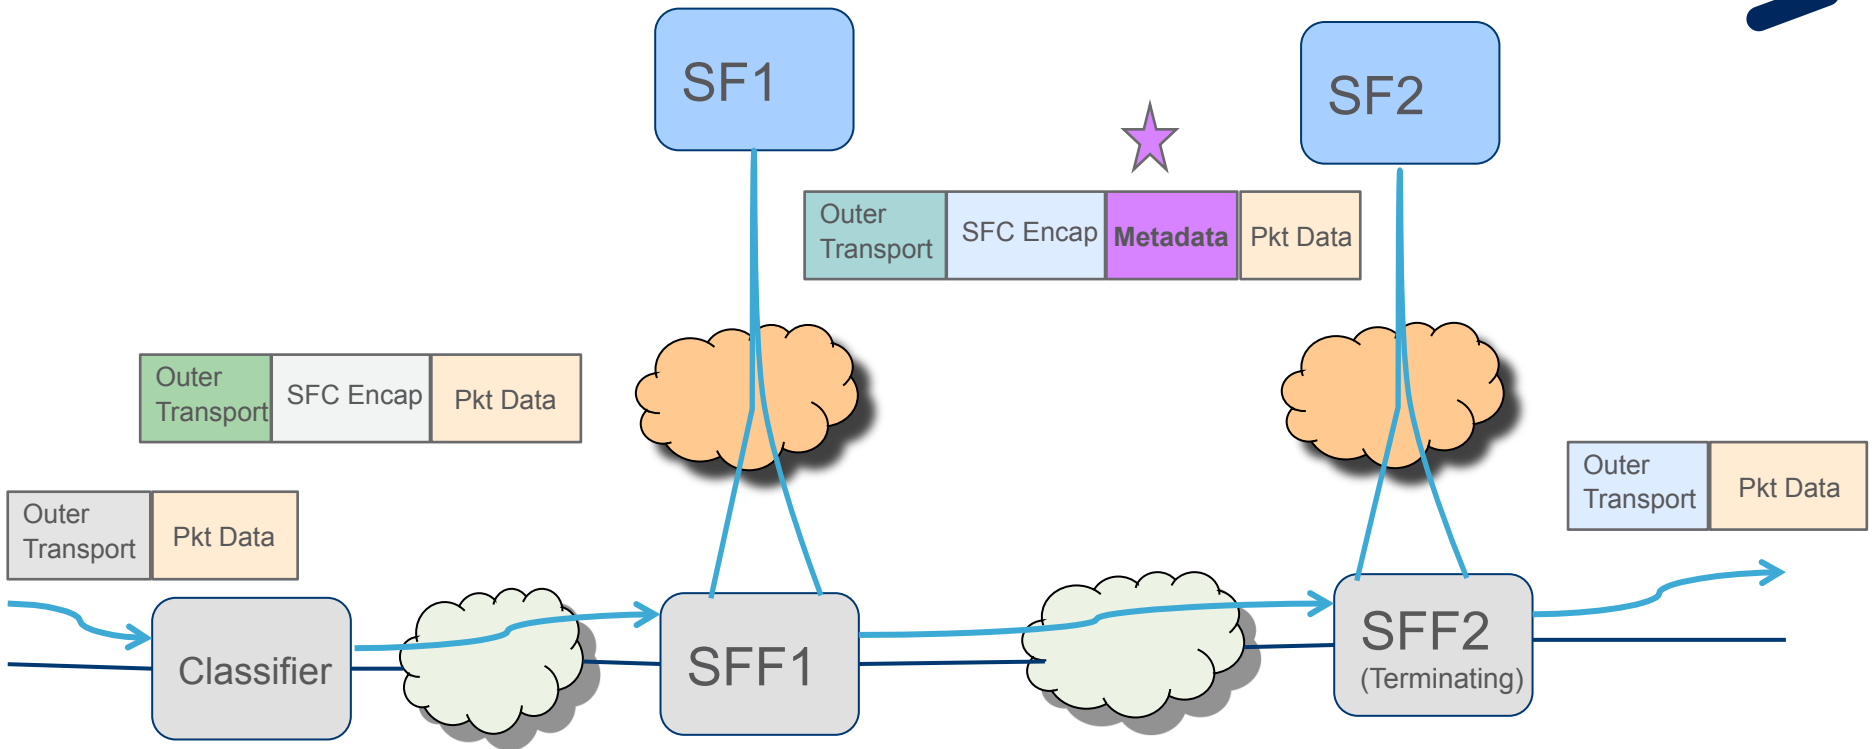 SF1
SF2
Outer
Transport
SFC Encap
Metadata
Pkt Data
Outer
Transport
SFC Encap
Pkt Data
Outer
Transport
Pkt Data
Outer
Transport
Pkt Data
Classifier
SFF1
SFF2
(Terminating)